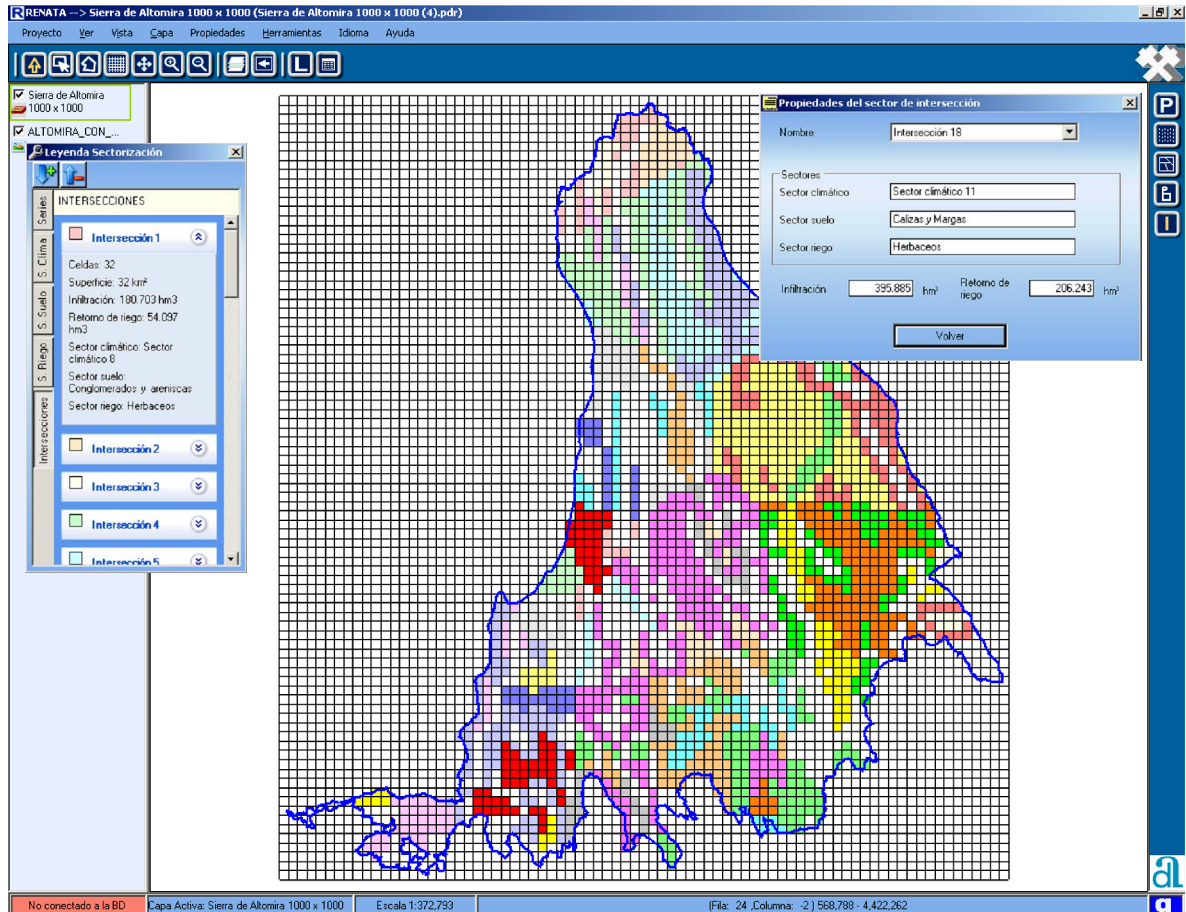 RENATA --> Sierra de Altomira 1000 x 1000 (Sierra de Altomira 1000 x 1000 (4).pdr)
Proyecto Ver Vista Capa Propiedades Herramientas Idioma Ayuda
L
Sierra de Altomira
1000 x 1000
ALTOMIRA_CON_...
Leyenda Sectorización
Series
S. Clima
S. Suelo
S. Riego
Intersecciones
INTERSECCIONES
Intersección 1
Celdas: 32
Superficie: 32 km²
Infiltración: 180.703 hm3
Retorno de riego: 54.097
hm3
Sector climático: Sector
climático 8
Sector suelo:
Conglomerados y areniscas
Sector riego: Herbaceos
Intersección 2
Intersección 3
Intersección 4
Intersección 5
Propiedades del sector de intersección
Nombre Intersección 18
Sectores
Sector climático Sector climático 11
Sector suelo Calizas y Margas
Sector riego Herbaceos
Infiltración 395.885 hm³ Retorno de
riego 206.243 hm³
Volver
P
I
No conectado a la BD Capa Activa: Sierra de Altomira 1000 x 1000 Escala 1:372,793 (Fila: 24 ,Columna: -2 ) 568,788 - 4,422,262